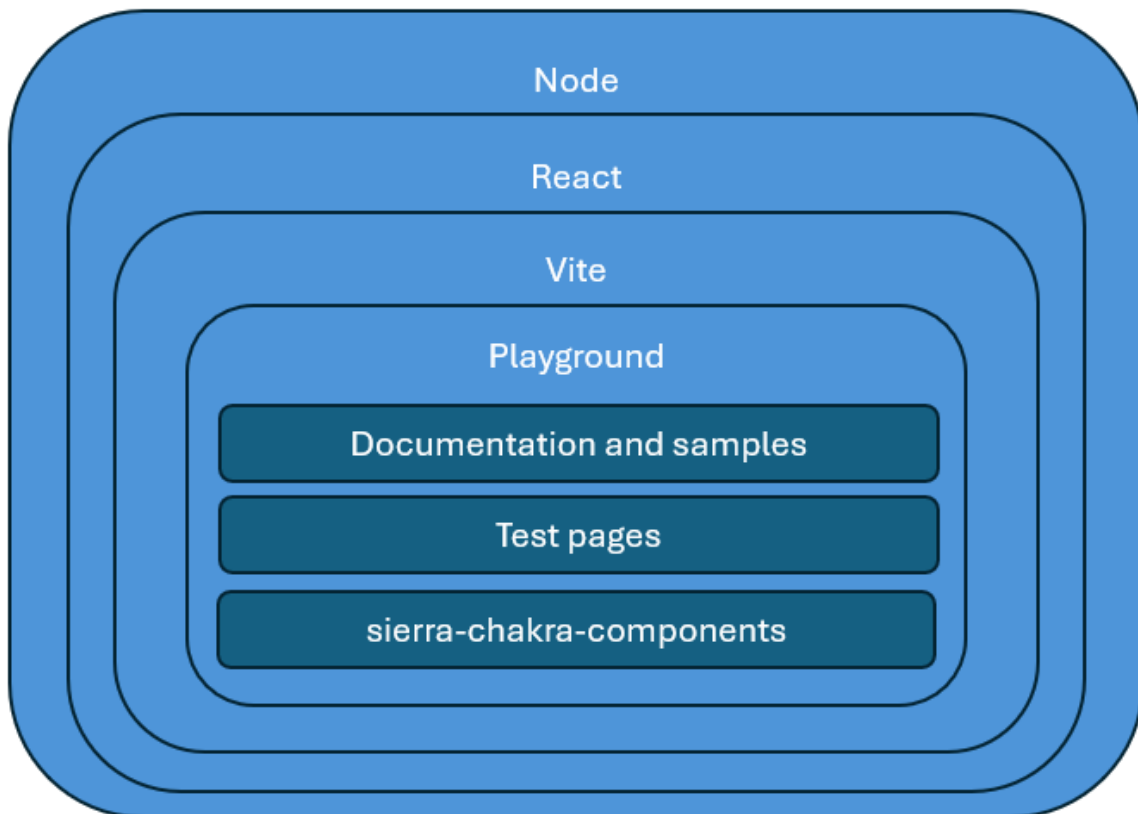 Node
React
Vite
Playground
Documentation and samples
Test pages
sierra-chakra-components